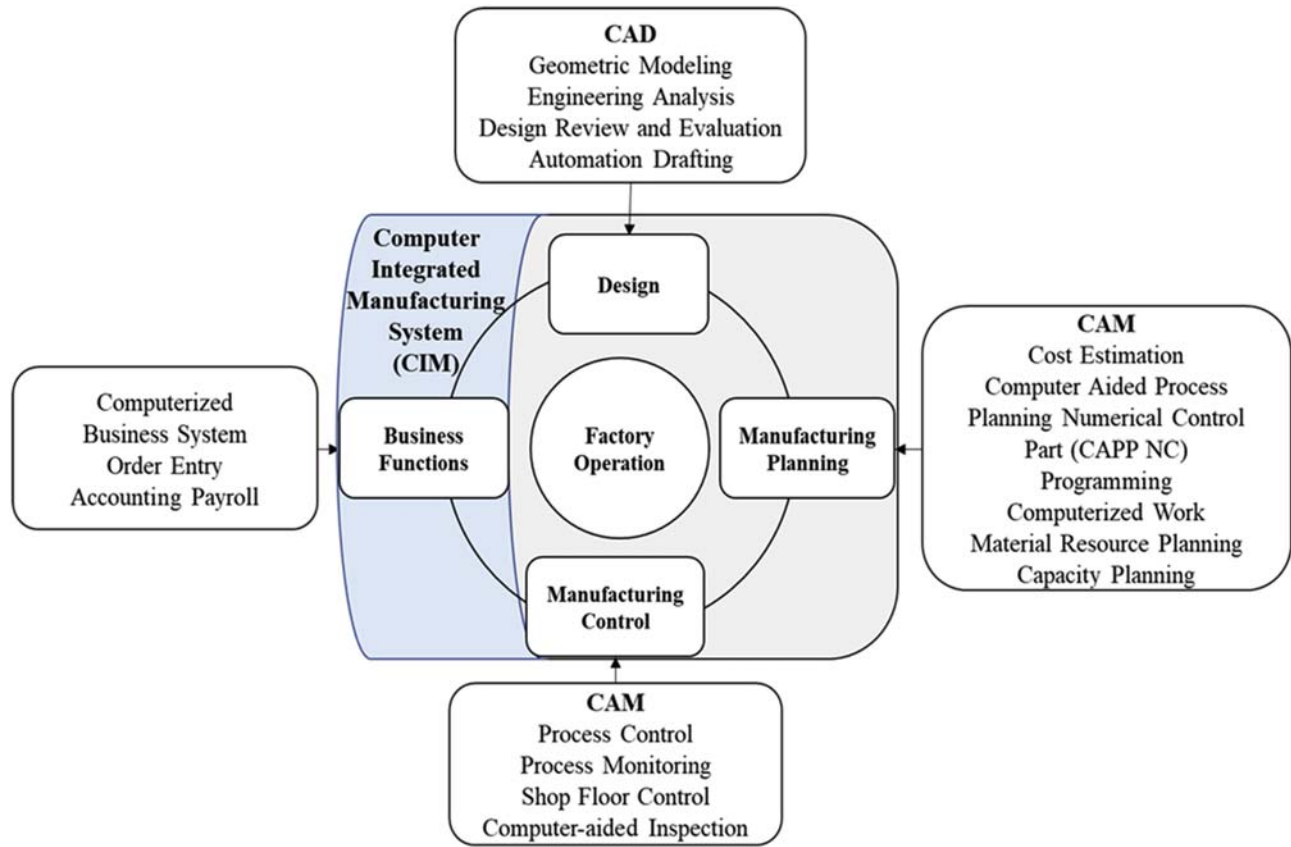 CAD
Geometric Modeling
Engineering Analysis
Design Review and Evaluation
Automation Drafting
Computer
Integrated
Manufacturing
System
(CIM)
Design
Computerized
Business System
Order Entry
Accounting Payroll
Business
Functions
Factory
Operation
Manufacturing
Planning
CAM
Cost Estimation
Computer Aided Process
Planning Numerical Control
Part (CAPP NC)
Programming
Computerized Work
Material Resource Planning
Capacity Planning
Manufacturing
Control
CAM
Process Control
Process Monitoring
Shop Floor Control
Computer-aided Inspection